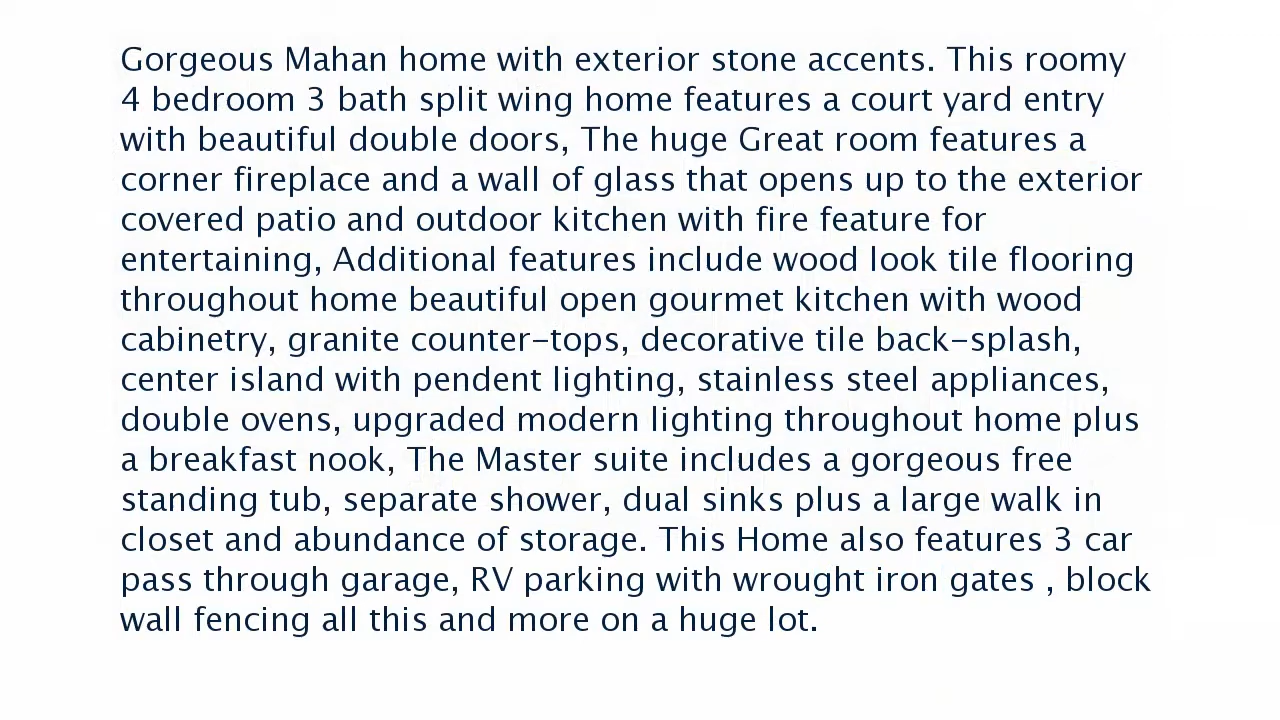 Gorgeous Mahan home with exterior stone accents. This roomy
4 bedroom 3 bath split wing home features a court yard entry
with beautiful double doors, The huge Great room features a
corner fireplace and a wall of glass that opens up to the exterior
covered patio and outdoor kitchen with fire feature for
entertaining, Additional features include wood look tile flooring
throughout home beautiful open gourmet kitchen with wood
cabinetry, granite counter-tops, decorative tile back-splash,
center island with pendent lighting, stainless steel appliances,
double ovens, upgraded modern lighting throughout home plus
a breakfast nook, The Master suite includes a gorgeous free
standing tub, separate shower, dual sinks plus a large walk in
closet and abundance of storage. This Home also features 3 car
pass through garage, RV parking with wrought iron gates , block
wall fencing all this and more on a huge lot.